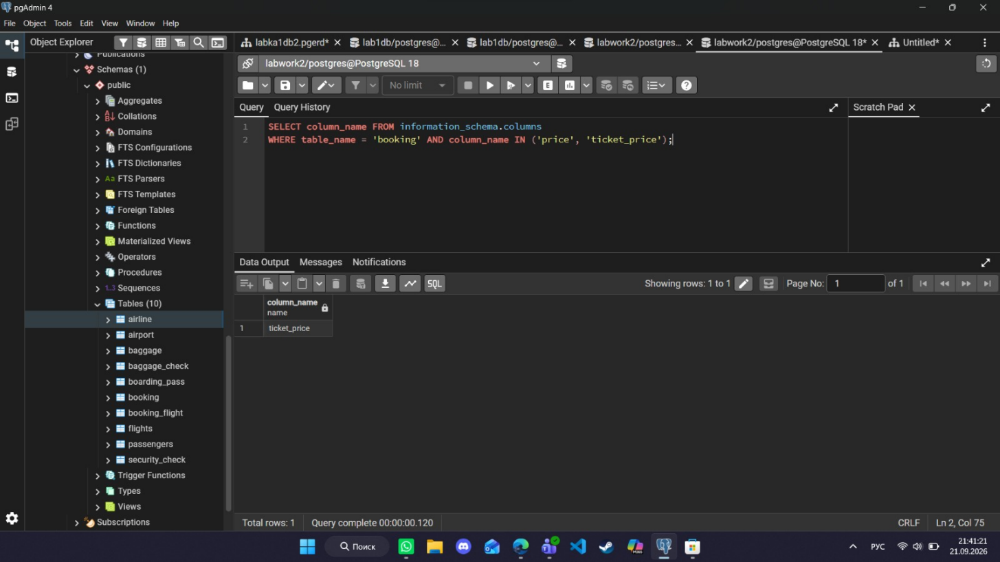 pgAdmin 4
File Object Tools Edit View Window Help
Object Explorer
labka1db2.pgerd* lab1db/postgres@... lab1db/postgres@... labwork2/postgres... labwork2/postgres@PostgreSQL 18* Untitled*
Publications
Schemas (1)
public
Aggregates
Collations
Domains
FTS Configurations
FTS Dictionaries
Aa FTS Parsers
FTS Templates
Foreign Tables
Functions
Materialized Views
Operators
Procedures
1..3 Sequences
Tables (10)
airline
airport
baggage
baggage_check
boarding_pass
booking
booking_flight
flights
passengers
security_check
Trigger Functions
Types
Views
Subscriptions
labwork2/postgres@PostgreSQL 18
No limit
E
Query Query History
Scratch Pad
1 SELECT column_name FROM information_schema.columns
2 WHERE table_name = 'booking' AND column_name IN ('price', 'ticket_price');
Data Output Messages Notifications
SQL
Showing rows: 1 to 1
Page No: 1 of 1
column_name
name
1 ticket_price
Total rows: 1
Query complete 00:00:00.120
CRLF
Ln 2, Col 75
Поиск
РУС
21:41:21
21.09.2026